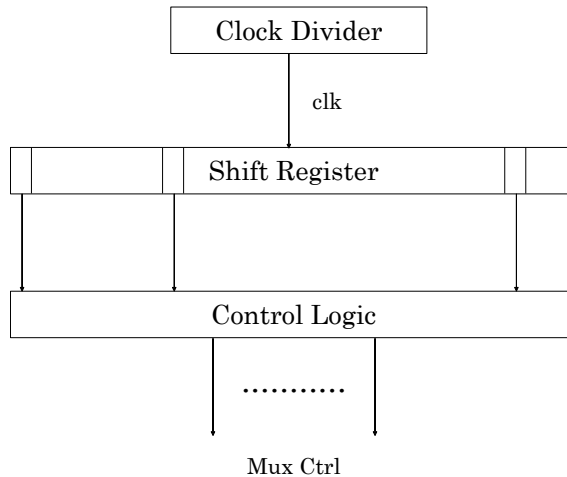 Clock Divider
clk
Shift Register
Control Logic
...........
Mux Ctrl